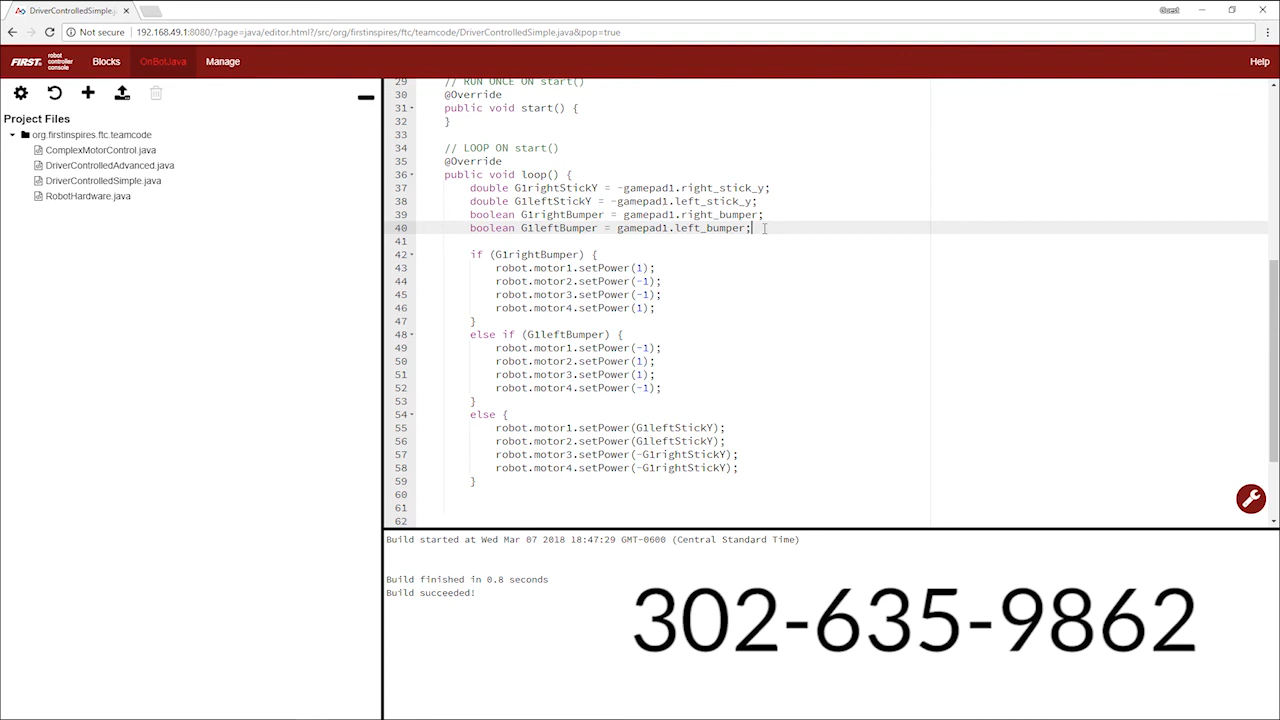 DriverControlledSimple.j
Guest
Not secure | 192.168.49.1:8080/?page=java/editor.html?/src/org/firstinspires/ftc/teamcode/DriverControlledSimple.java&pop=true
FIRST. robot controller console Blocks OnBotJava Manage Help
Project Files
org.firstinspires.ftc.teamcode
ComplexMotorControl.java
DriverControlledAdvanced.java
DriverControlledSimple.java
RobotHardware.java
29 // RUN ONCE ON start()
30 @Override
31 public void start() {
32 }
33
34 // LOOP ON start()
35 @Override
36 public void loop() {
37 double G1rightStickY = -gamepad1.right_stick_y;
38 double G1leftStickY = -gamepad1.left_stick_y;
39 boolean G1rightBumper = gamepad1.right_bumper;
40 boolean G1leftBumper = gamepad1.left_bumper;
41
42 if (G1rightBumper) {
43 robot.motor1.setPower(1);
44 robot.motor2.setPower(-1);
45 robot.motor3.setPower(-1);
46 robot.motor4.setPower(1);
47 }
48 else if (G1leftBumper) {
49 robot.motor1.setPower(-1);
50 robot.motor2.setPower(1);
51 robot.motor3.setPower(1);
52 robot.motor4.setPower(-1);
53 }
54 else {
55 robot.motor1.setPower(G1leftStickY);
56 robot.motor2.setPower(G1leftStickY);
57 robot.motor3.setPower(-G1rightStickY);
58 robot.motor4.setPower(-G1rightStickY);
59 }
60
61
62
Build started at Wed Mar 07 2018 18:47:29 GMT-0600 (Central Standard Time)
Build finished in 0.8 seconds
Build succeeded!
302-635-9862